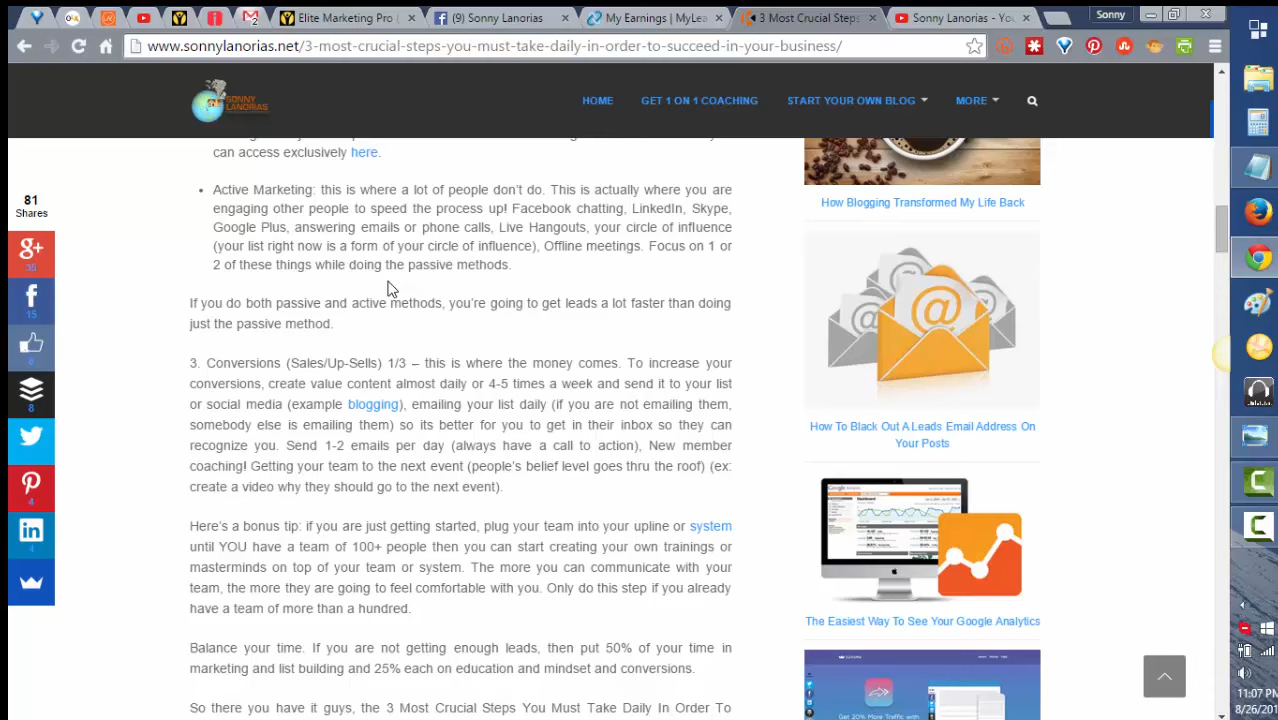 Elite Marketing Pro
(9) Sonny Lanorias
My Earnings | MyLea
3 Most Crucial Steps
Sonny Lanorias - You
Sonny
www.sonnylanorias.net/3-most-crucial-steps-you-must-take-daily-in-order-to-succeed-in-your-business/
SONNY
LANORIAS
HOME
GET 1 ON 1 COACHING
START YOUR OWN BLOG
MORE
can access exclusively here.
• Active Marketing: this is where a lot of people don't do. This is actually where you are
engaging other people to speed the process up! Facebook chatting, LinkedIn, Skype,
Google Plus, answering emails or phone calls, Live Hangouts, your circle of influence
(your list right now is a form of your circle of influence), Offline meetings. Focus on 1 or
2 of these things while doing the passive methods.
If you do both passive and active methods, you're going to get leads a lot faster than doing
just the passive method.
3. Conversions (Sales/Up-Sells) 1/3 – this is where the money comes. To increase your
conversions, create value content almost daily or 4-5 times a week and send it to your list
or social media (example blogging), emailing your list daily (if you are not emailing them,
somebody else is emailing them) so its better for you to get in their inbox so they can
recognize you. Send 1-2 emails per day (always have a call to action), New member
coaching! Getting your team to the next event (people's belief level goes thru the roof) (ex:
create a video why they should go to the next event).
Here's a bonus tip: if you are just getting started, plug your team into your upline or system
until YOU have a team of 100+ people then you can start creating your own trainings or
masterminds on top of your team or system. The more you can communicate with your
team, the more they are going to feel comfortable with you. Only do this step if you already
have a team of more than a hundred.
Balance your time. If you are not getting enough leads, then put 50% of your time in
marketing and list building and 25% each on education and mindset and conversions.
So there you have it guys, the 3 Most Crucial Steps You Must Take Daily In Order To
81
Shares
35
15
0
8
4
4
How Blogging Transformed My Life Back
How To Black Out A Leads Email Address On
Your Posts
The Easiest Way To See Your Google Analytics
Get 20% More Traffic with
11:07 PM
8/26/201